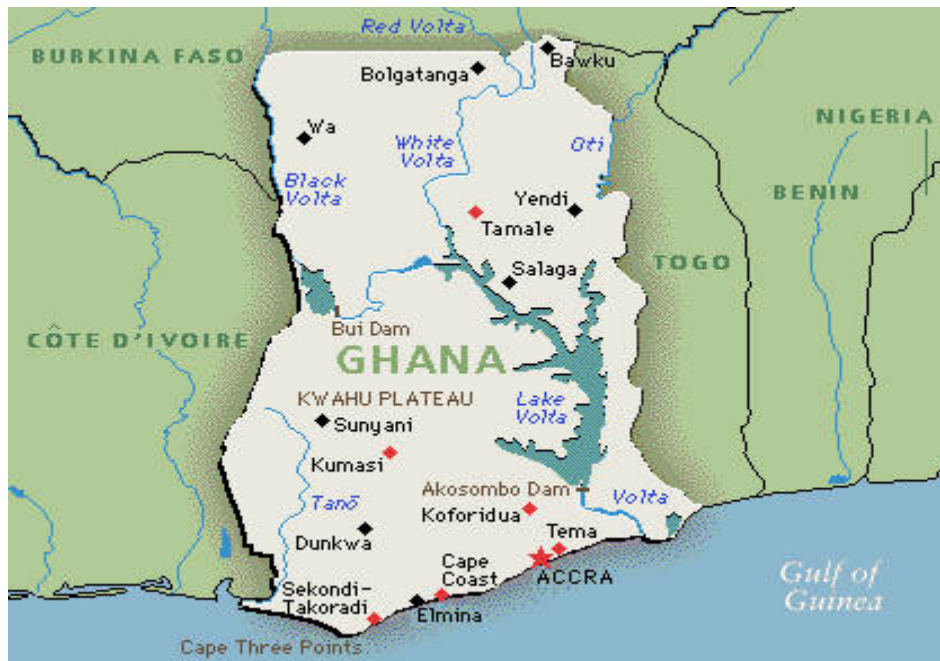 Red Volta
BURKINA FASO
Bawku
Bolgatanga
NIGERIA
Wa
White
Volta
Oti
Black
Volta
BENIN
Yendi
Tamale
TOGO
Salaga
Bui Dam
CÔTE D'IVOIRE
GHANA
KWAHU PLATEAU
Lake
Volta
Sunyani
Kumasi
Akosombo Dam
Volta
Tanō
Koforidua
Tema
Dunkwa
Cape
Coast
ACCRA
Gulf of
Guinea
Sekondi-
Takoradi
Elmina
Cape Three Points